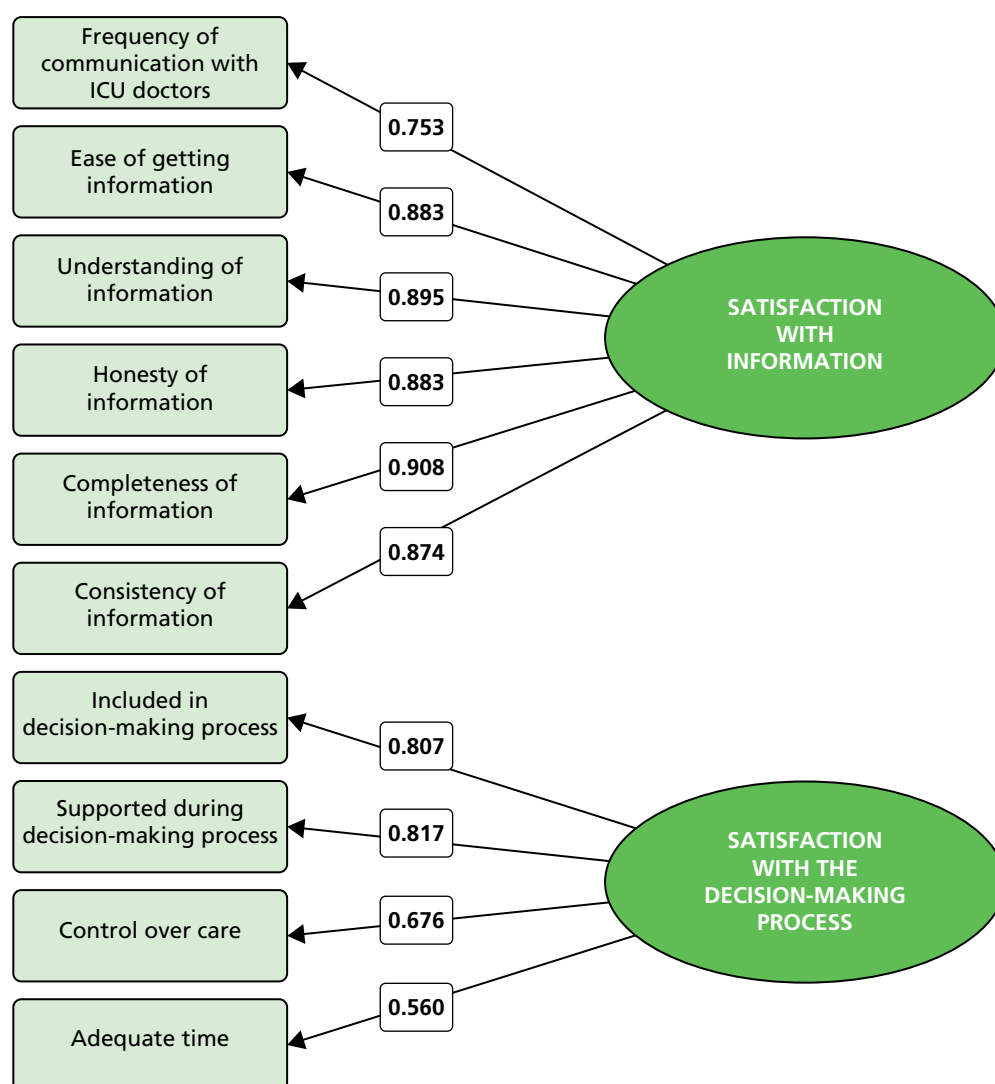 Frequency of
communication with
ICU doctors
0.753
Ease of getting
information
0.883
Understanding of
information
0.895
Honesty of
information
0.883
Completeness of
information
0.908
Consistency of
information
0.874
SATISFACTION
WITH
INFORMATION
Included in
decision-making process
0.807
Supported during
decision-making process
0.817
Control over care
0.676
Adequate time
0.560
SATISFACTION
WITH THE
DECISION-MAKING
PROCESS